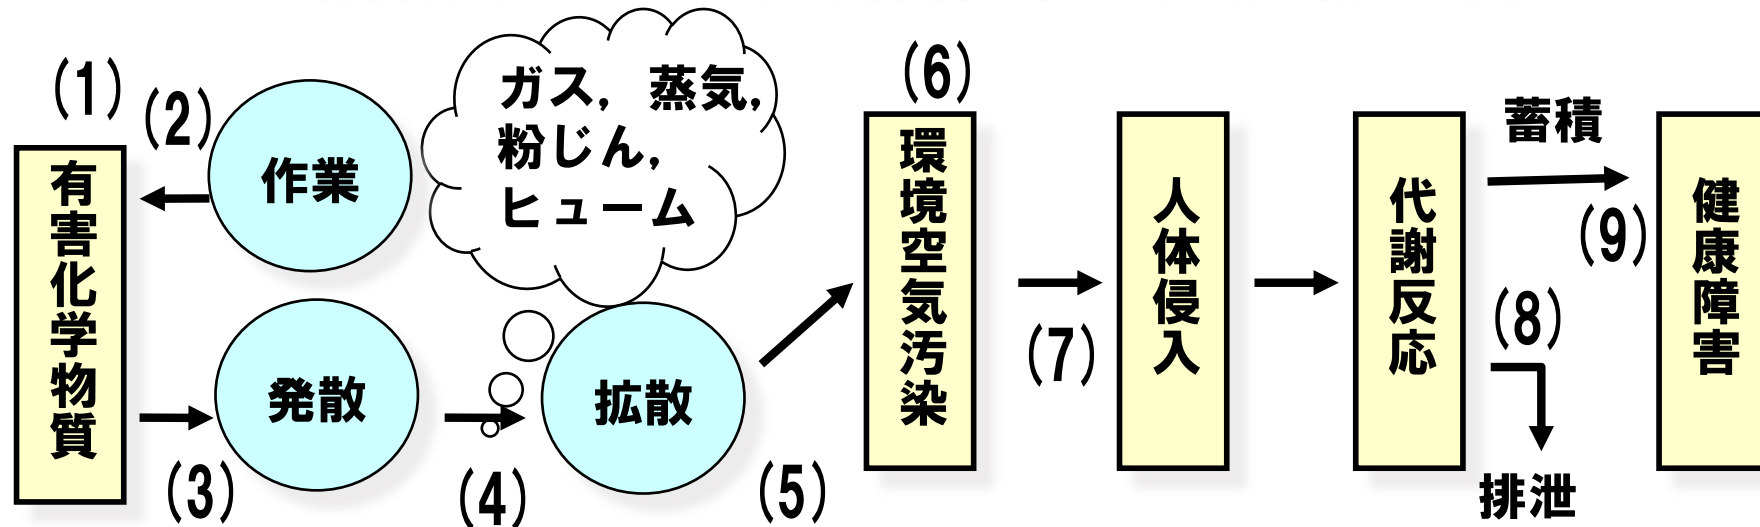 (1)
有害化学物質
(2)
作業
(3)
発散
(4)
ガス，蒸気，
粉じん，
ヒューム
拡散
(5)
(6)
環境空気汚染
(7)
人体侵入
代謝反応
蓄積
(9)
(8)
排泄
健康障害